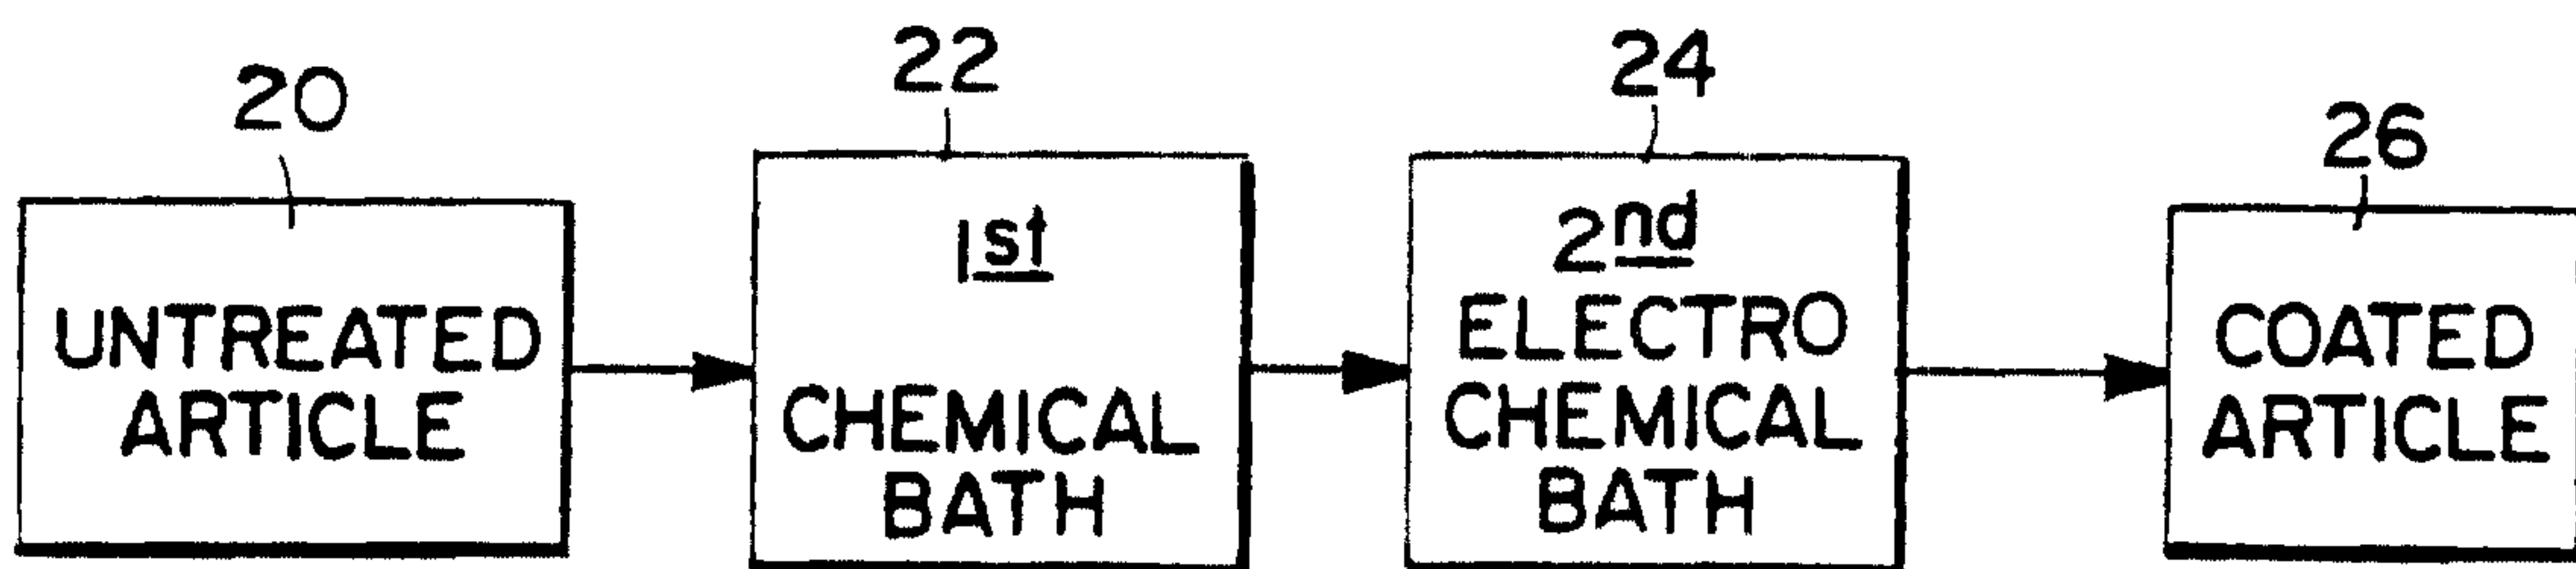 20
UNTREATED
ARTICLE
22
1st
CHEMICAL
BATH
24
2nd
ELECTRO
CHEMICAL
BATH
26
COATED
ARTICLE